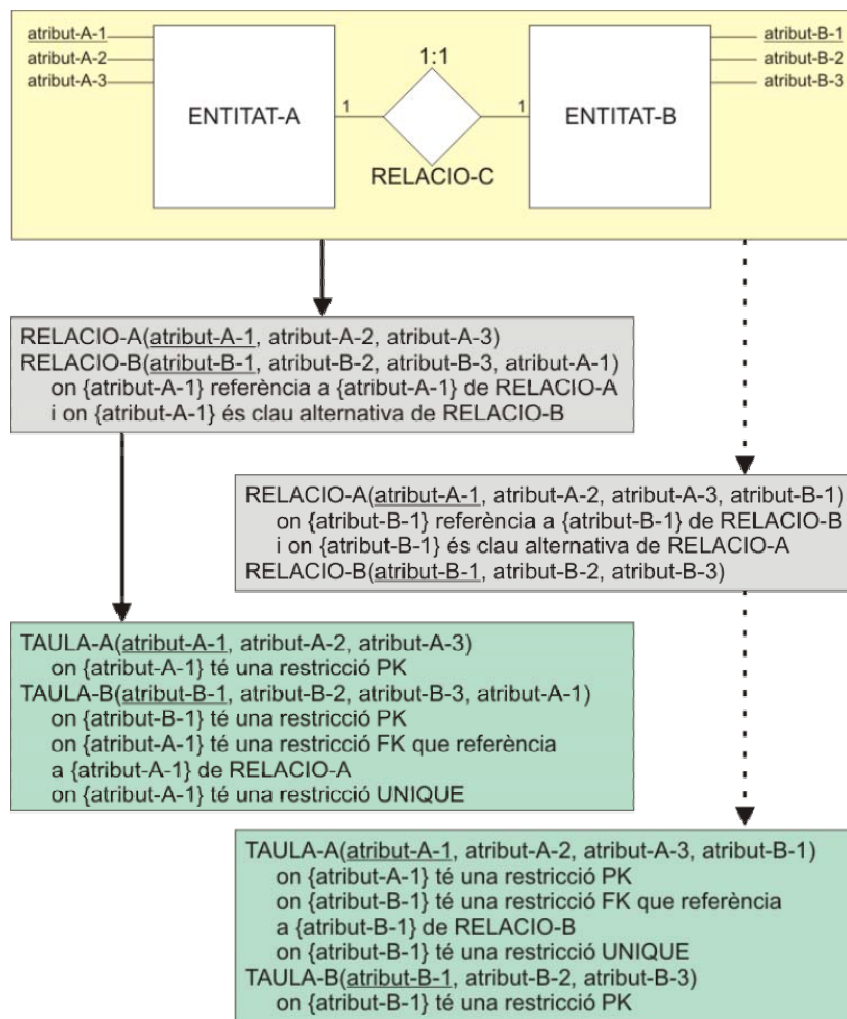 atribut-A-1
atribut-A-2
atribut-A-3
ENTITAT-A
1
1:1
RELACIO-C
1
ENTITAT-B
atribut-B-1
atribut-B-2
atribut-B-3
RELACIO-A(atribut-A-1, atribut-A-2, atribut-A-3)
RELACIO-B(atribut-B-1, atribut-B-2, atribut-B-3, atribut-A-1)
on {atribut-A-1} referència a {atribut-A-1} de RELACIO-A
i on {atribut-A-1} és clau alternativa de RELACIO-B
RELACIO-A(atribut-A-1, atribut-A-2, atribut-A-3, atribut-B-1)
on {atribut-B-1} referència a {atribut-B-1} de RELACIO-B
i on {atribut-B-1} és clau alternativa de RELACIO-A
RELACIO-B(atribut-B-1, atribut-B-2, atribut-B-3)
TAULA-A(atribut-A-1, atribut-A-2, atribut-A-3)
on {atribut-A-1} té una restricció PK
TAULA-B(atribut-B-1, atribut-B-2, atribut-B-3, atribut-A-1)
on {atribut-B-1} té una restricció PK
on {atribut-A-1} té una restricció FK que referència
a {atribut-A-1} de RELACIO-A
on {atribut-A-1} té una restricció UNIQUE
TAULA-A(atribut-A-1, atribut-A-2, atribut-A-3, atribut-B-1)
on {atribut-A-1} té una restricció PK
on {atribut-B-1} té una restricció FK que referència
a {atribut-B-1} de RELACIO-B
on {atribut-B-1} té una restricció UNIQUE
TAULA-B(atribut-B-1, atribut-B-2, atribut-B-3)
on {atribut-B-1} té una restricció PK